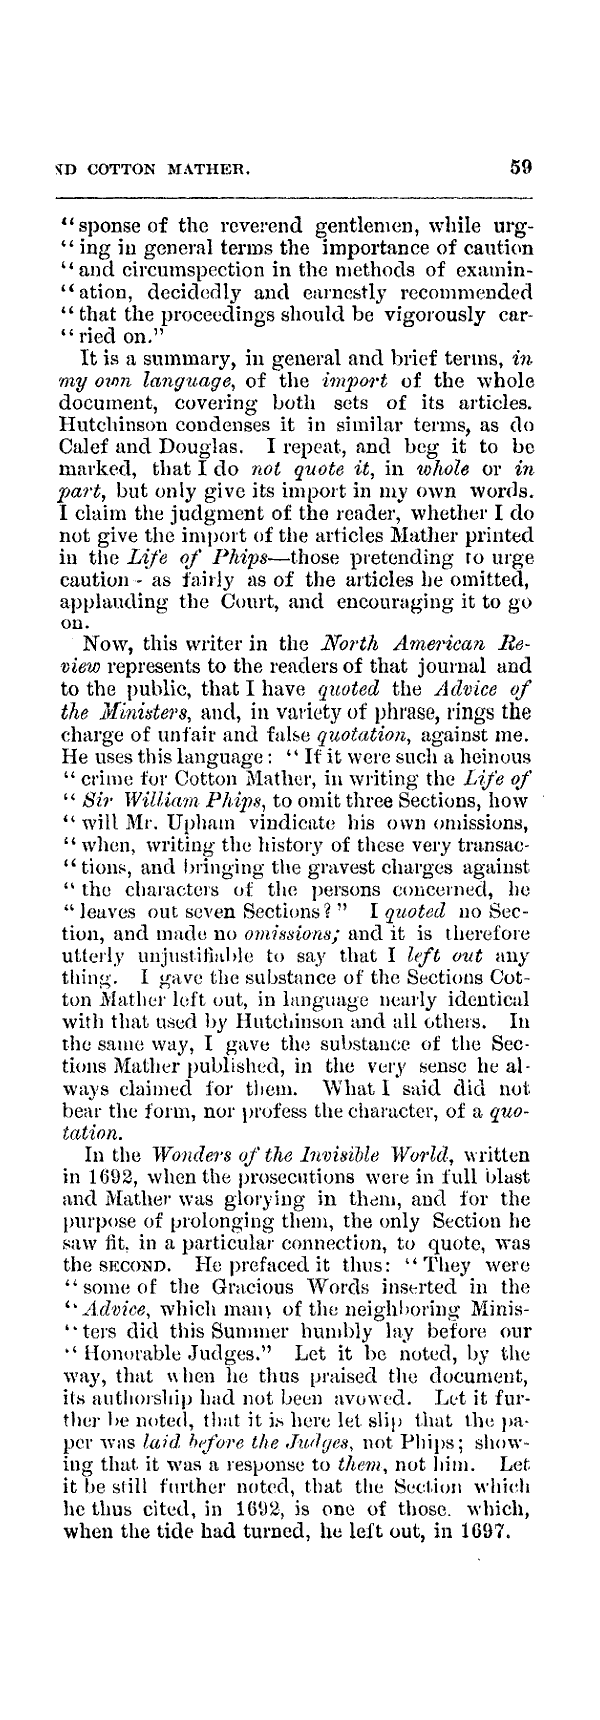 ND COTTON MATHER. 59
"sponse of the reverend gentlemen, while urg-
"ing in general terms the importance of caution
"and circumspection in the methods of examin-
"ation, decidedly and earnestly recommended
"that the proceedings should be vigorously car-
"ried on."
It is a summary, in general and brief terms, in
my own language, of the import of the whole
document, covering both sets of its articles.
Hutchinson condenses it in similar terms, as do
Calef and Douglas. I repeat, and beg it to be
marked, that I do not quote it, in whole or in
part, but only give its import in my own words.
I claim the judgment of the reader, whether I do
not give the import of the articles Mather printed
in the Life of Phips—those pretending to urge
caution - as fairly as of the articles he omitted,
applauding the Court, and encouraging it to go
on.
Now, this writer in the North American Re-
view represents to the readers of that journal and
to the public, that I have quoted the Advice of
the Ministers, and, in variety of phrase, rings the
charge of unfair and false quotation, against me.
He uses this language: "If it were such a heinous
"crime for Cotton Mather, in writing the Life of
"Sir William Phips, to omit three Sections, how
"will Mr. Upham vindicate his own omissions,
"when, writing the history of these very transac-
"tions, and bringing the gravest charges against
"the characters of the persons concerned, he
"leaves out seven Sections?" I quoted no Sec-
tion, and made no omissions; and it is therefore
utterly unjustifiable to say that I left out any
thing. I gave the substance of the Sections Cot-
ton Mather left out, in language nearly identical
with that used by Hutchinson and all others. In
the same way, I gave the substance of the Sec-
tions Mather published, in the very sense he al-
ways claimed for them. What I said did not
bear the form, nor profess the character, of a quo-
tation.
In the Wonders of the Invisible World, written
in 1692, when the prosecutions were in full blast
and Mather was glorying in them, and for the
purpose of prolonging them, the only Section he
saw fit, in a particular connection, to quote, was
the SECOND. He prefaced it thus: "They were
"some of the Gracious Words inserted in the
"Advice, which many of the neighboring Minis-
"ters did this Summer humbly lay before our
"Honorable Judges." Let it be noted, by the
way, that when he thus praised the document,
its authorship had not been avowed. Let it fur-
ther be noted, that it is here let slip that the pa-
per was laid before the Judges, not Phips; show-
ing that it was a response to them, not him. Let
it be still further noted, that the Section which
he thus cited, in 1692, is one of those. which,
when the tide had turned, he left out, in 1697.